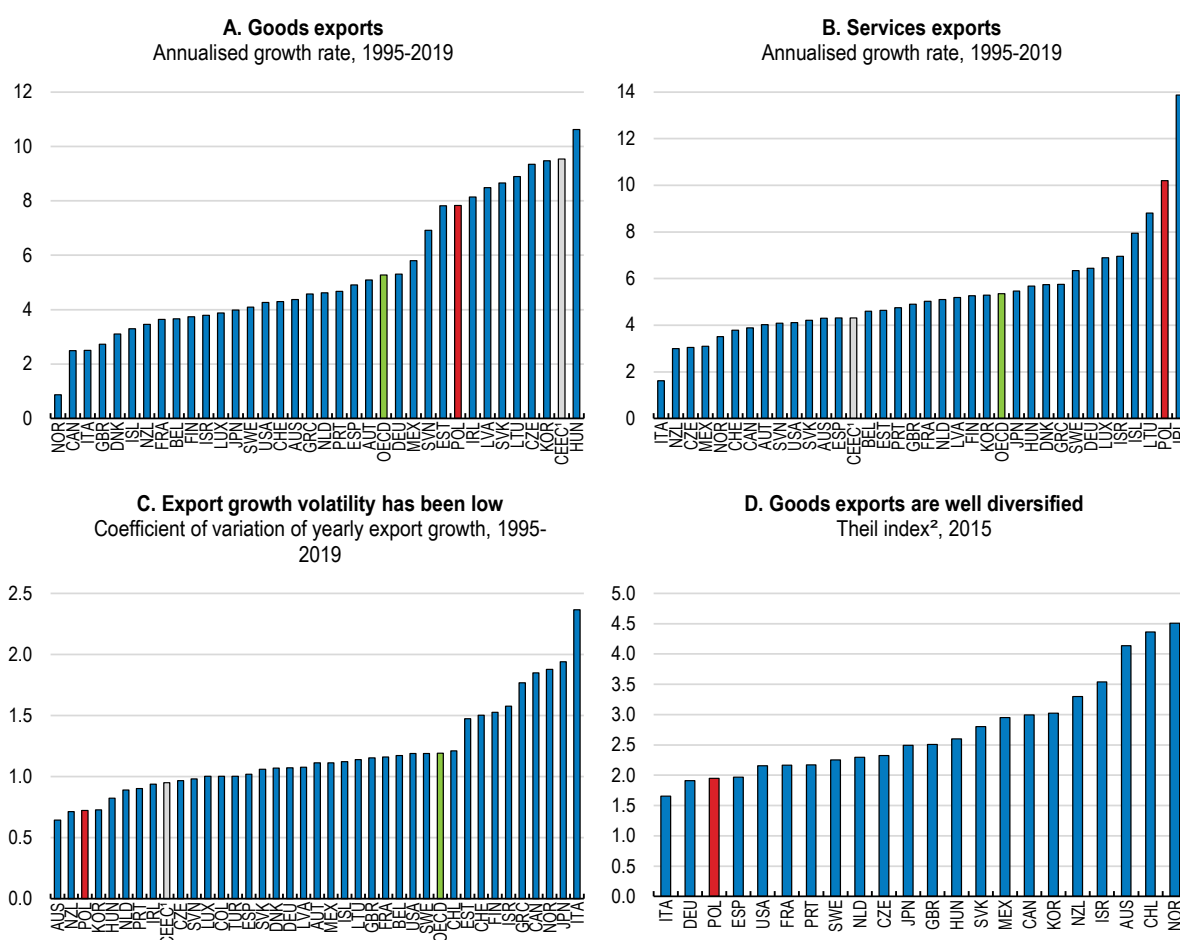 A. Goods exports
Annualised growth rate, 1995-2019
12
10
8
6
4
2
0
NOR CAN ITA GBR DNK ISL NZL FRA BEL FIN ISR LUX JPN SWE USA CHE AUS GRC NLD PRT ESP AUT OECD DEU MEX SVN EST POL IRL LVA SVK LTU CZE KOR CEEC¹ HUN
B. Services exports
Annualised growth rate, 1995-2019
14
12
10
8
6
4
2
0
ITA NZL CZE MEX NOR CHE CAN AUT SVN USA SVK AUS ESP CEEC¹ BEL EST PRT GBR FRA NLD LVA FIN KOR OECD JPN HUN DNK GRC SWE DEU LUX ISR ISL LTU POL IRL
C. Export growth volatility has been low
Coefficient of variation of yearly export growth, 1995-
2019
2.5
2.0
1.5
1.0
0.5
0.0
AUS NZL POL KOR HUN NLD PRT IRL CEEC¹ CZE SVN LUX COL TUR ESP SVK DNK DEU LVA AUT MEX ISL LTU GBR FRA BEL USA SWE OECD CHL EST CHE FIN ISR GRC CAN NOR JPN ITA
D. Goods exports are well diversified
Theil index², 2015
5.0
4.5
4.0
3.5
3.0
2.5
2.0
1.5
1.0
0.5
0.0
ITA DEU POL ESP USA FRA PRT SWE NLD CZE JPN GBR HUN SVK MEX CAN KOR NZL ISR AUS CHL NOR